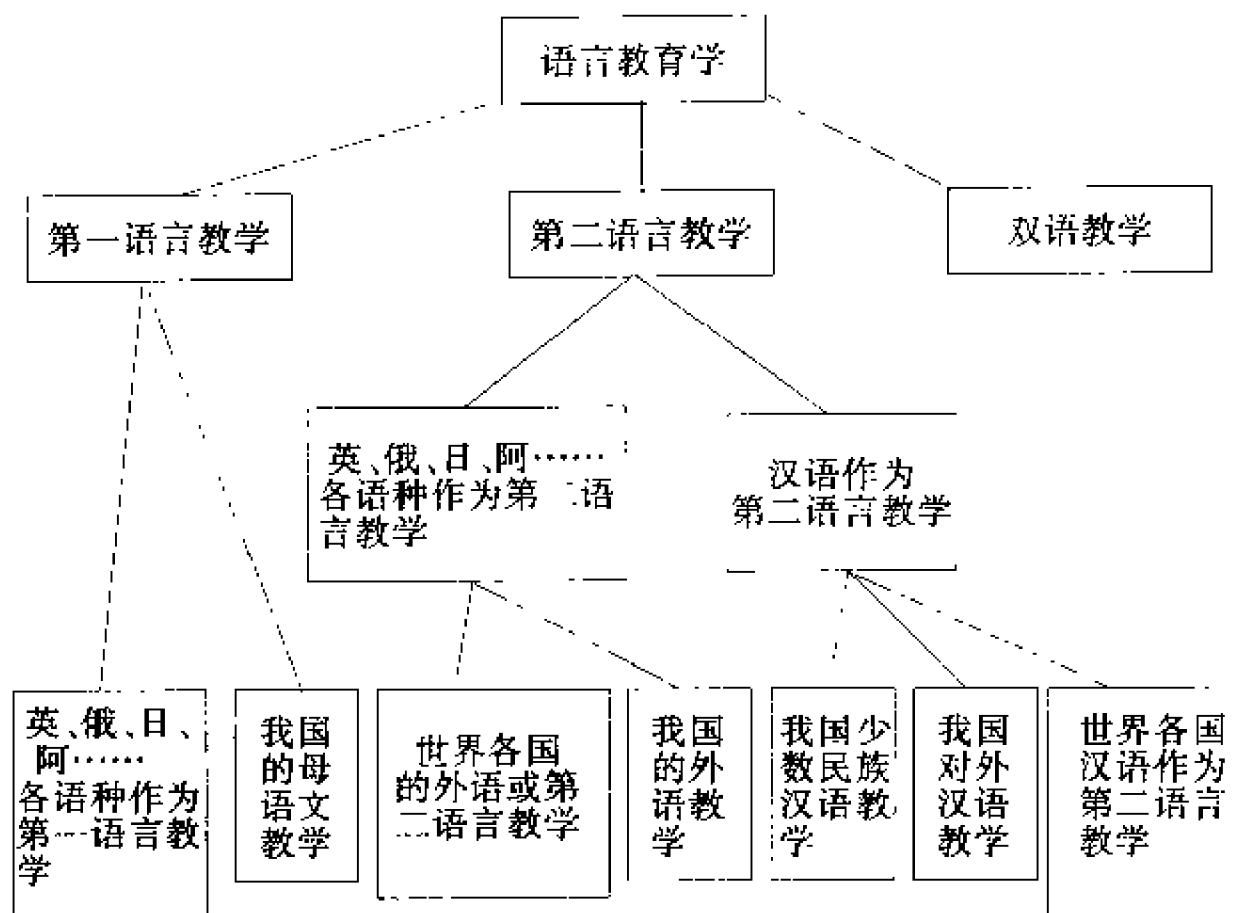 语言教育学
第一语言教学
第二语言教学
双语教学
英、俄、日、阿……
各语种作为第二语
言教学
汉语作为
第二语言教学
英、俄、日、
阿……
各语种作为
第一语言教
学
我国
的母
语文
教学
世界各国
的外语或第
二语言教学
我国
的外
语教
学
我国少
数民族
汉语教
学
我国
对外
汉语
教学
世界各国
汉语作为
第二语言
教学